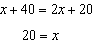 x + 40 = 2x + 20
20 = x